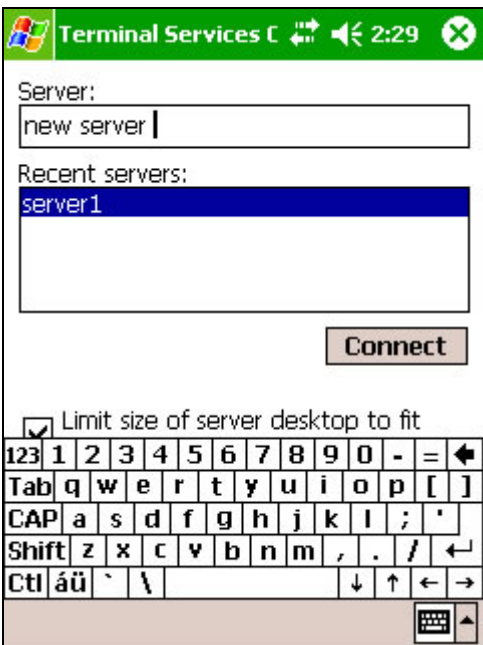 Terminal Services C 2:29
Server:
new server
Recent servers:
server1
Connect
Limit size of server desktop to fit
123 1 2 3 4 5 6 7 8 9 0 - =
Tab q w e r t y u i o p [ ]
CAP a s d f g h j k l ; '
Shift z x c v b n m , . /
Ctl áü ` \ ↓ ↑ ← →